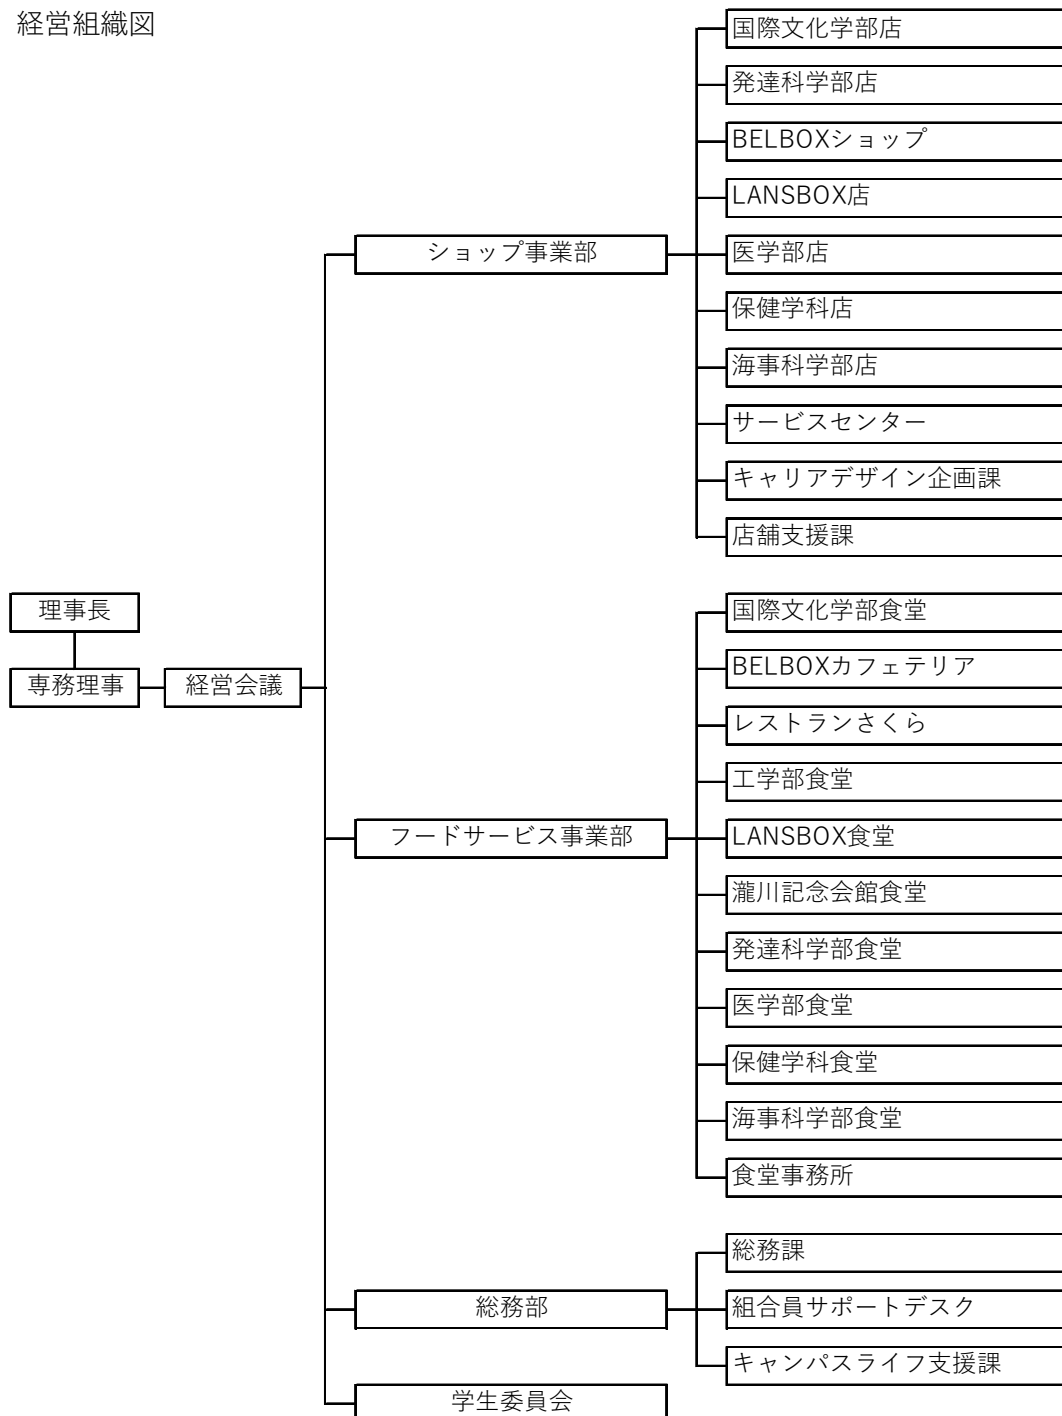 経営組織図
国際文化学部店
発達科学部店
BELBOXショップ
LANSBOX店
ショップ事業部
医学部店
保健学科店
海事科学部店
サービスセンター
キャリアデザイン企画課
店舗支援課
理事長
専務理事
経営会議
国際文化学部食堂
BELBOXカフェテリア
レストランさくら
工学部食堂
フードサービス事業部
LANSBOX食堂
瀧川記念会館食堂
発達科学部食堂
医学部食堂
保健学科食堂
海事科学部食堂
食堂事務所
総務課
総務部
組合員サポートデスク
キャンパスライフ支援課
学生委員会